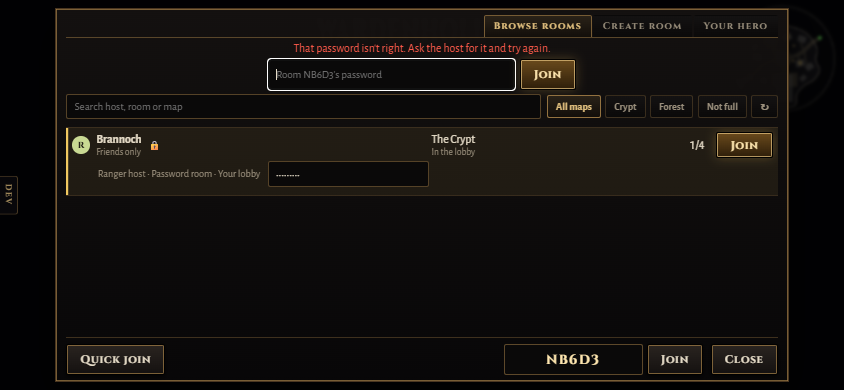 BROWSE ROOMS
CREATE ROOM
YOUR HERO
That password isn't right. Ask the host for it and try again.
Room NB6D3's password
JOIN
Search host, room or map
All maps
Crypt
Forest
Not full
↻
R
Brannoch
Friends only
The Crypt
In the lobby
1/4
JOIN
Ranger host · Password room · Your lobby
·········
DEV
QUICK JOIN
NB6D3
JOIN
CLOSE